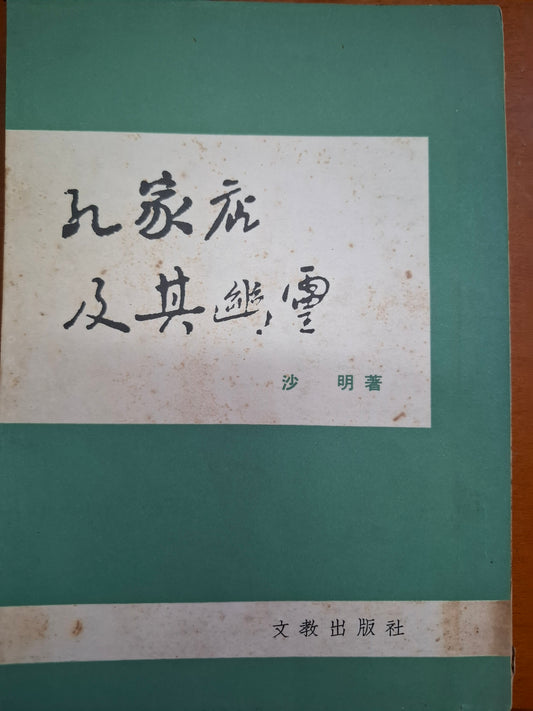 孔家店
及其幽靈
沙 明著
文教出版社